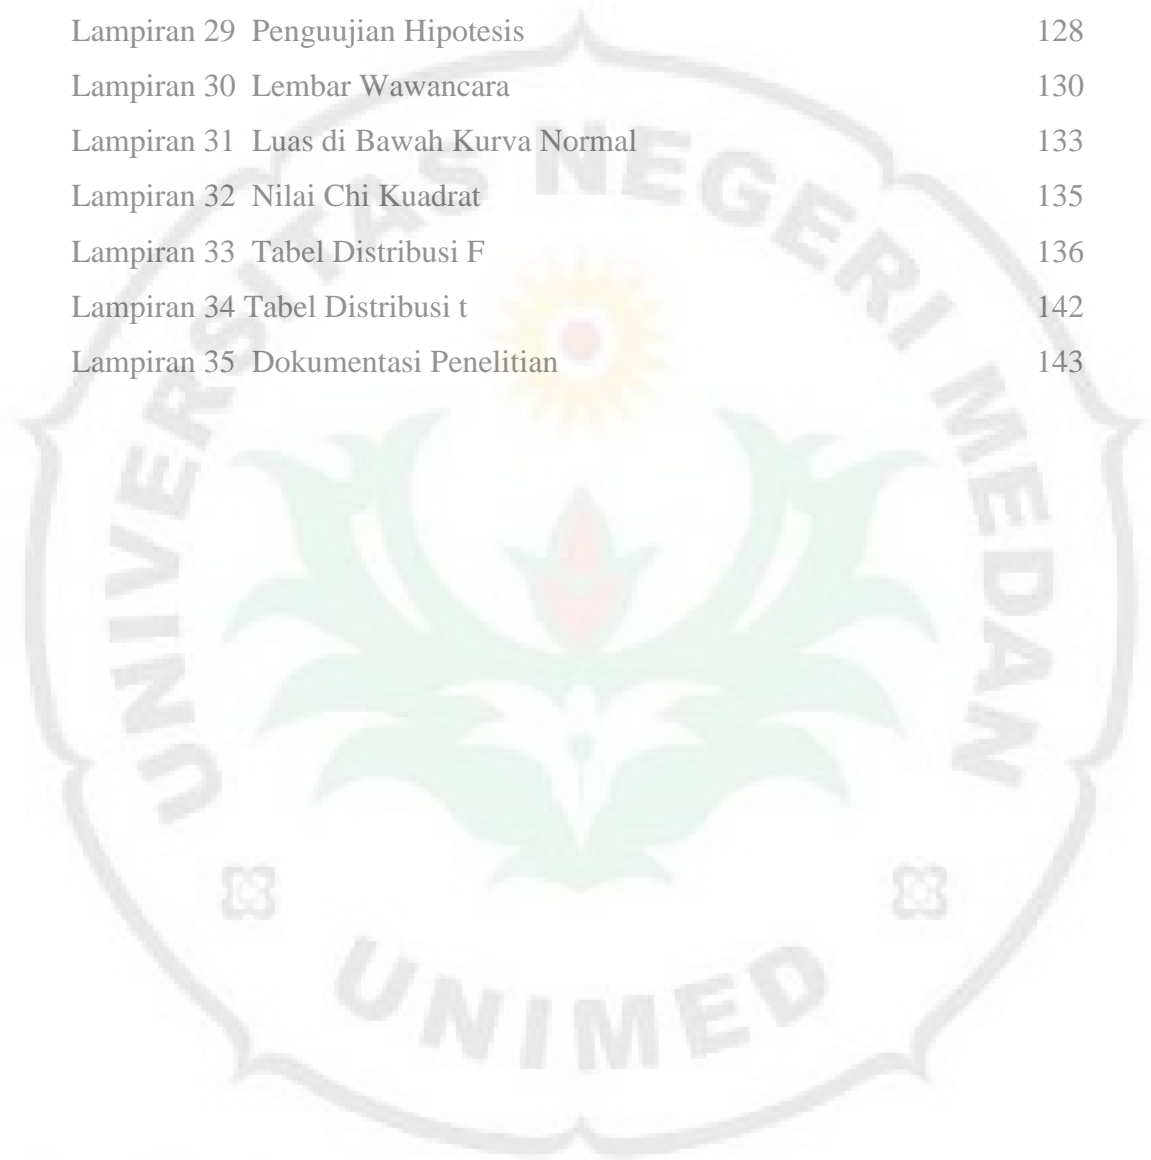 Lampiran 29 Penguujian Hipotesis 128
Lampiran 30 Lembar Wawancara 130
Lampiran 31 Luas di Bawah Kurva Normal 133
Lampiran 32 Nilai Chi Kuadrat 135
Lampiran 33 Tabel Distribusi F 136
Lampiran 34 Tabel Distribusi t 142
Lampiran 35 Dokumentasi Penelitian 143
UNIVERSITAS NEGERI MEDAN
UNIMED